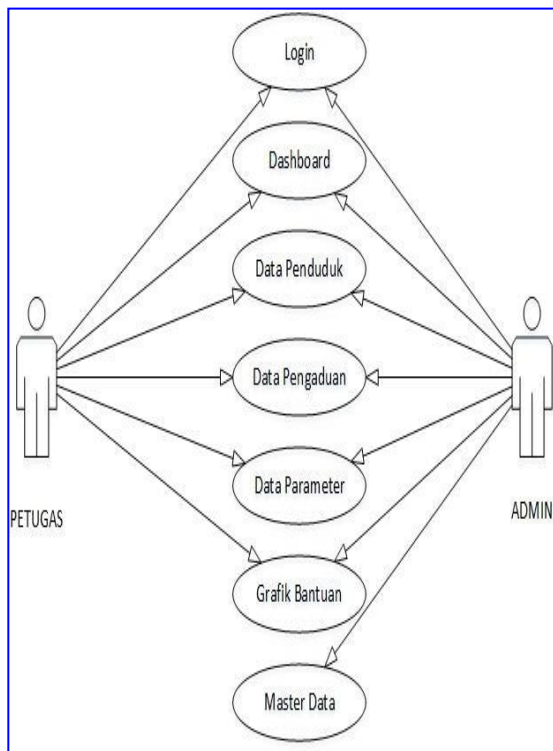 Login
Dashboard
Data Penduduk
Data Pengaduan
Data Parameter
PETUGAS
ADMIN
Grafik Bantuan
Master Data